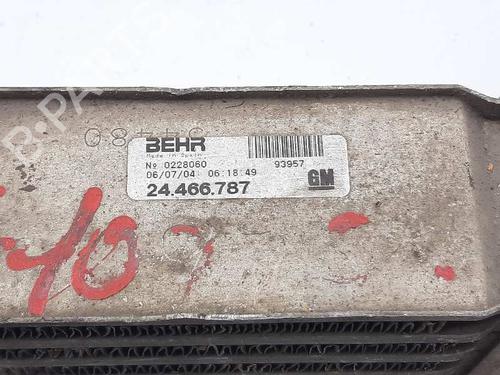 BEHR
Made in Spain
Nº 0228060 93957
06/07/04 06:18:49
24.466.787 GM